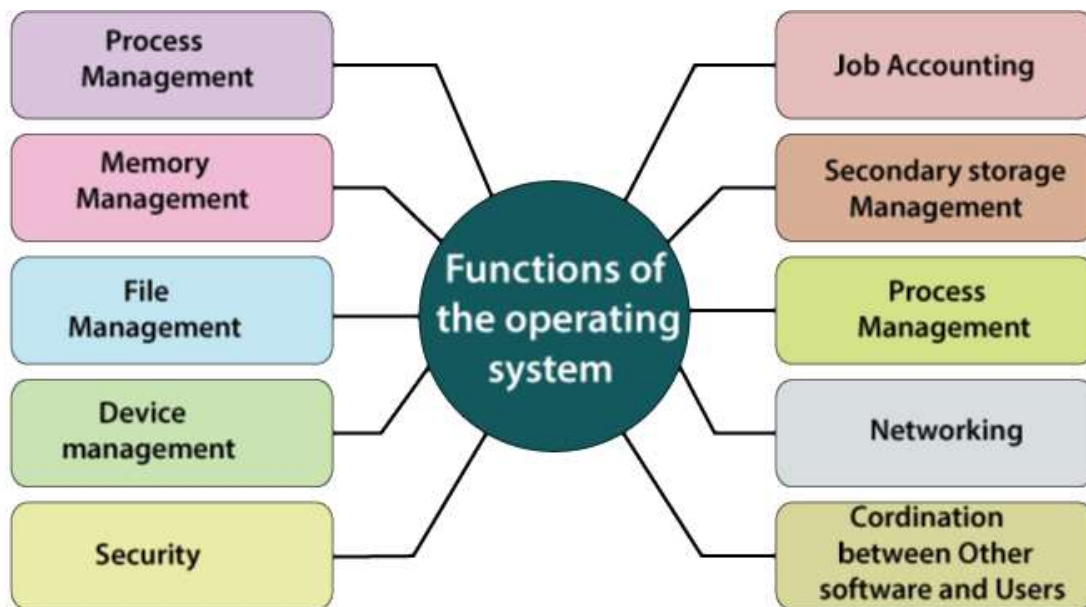 Process
Management
Memory
Management
File
Management
Device
management
Security
Functions of
the operating
system
Job Accounting
Secondary storage
Management
Process
Management
Networking
Cordination
between Other
software and Users